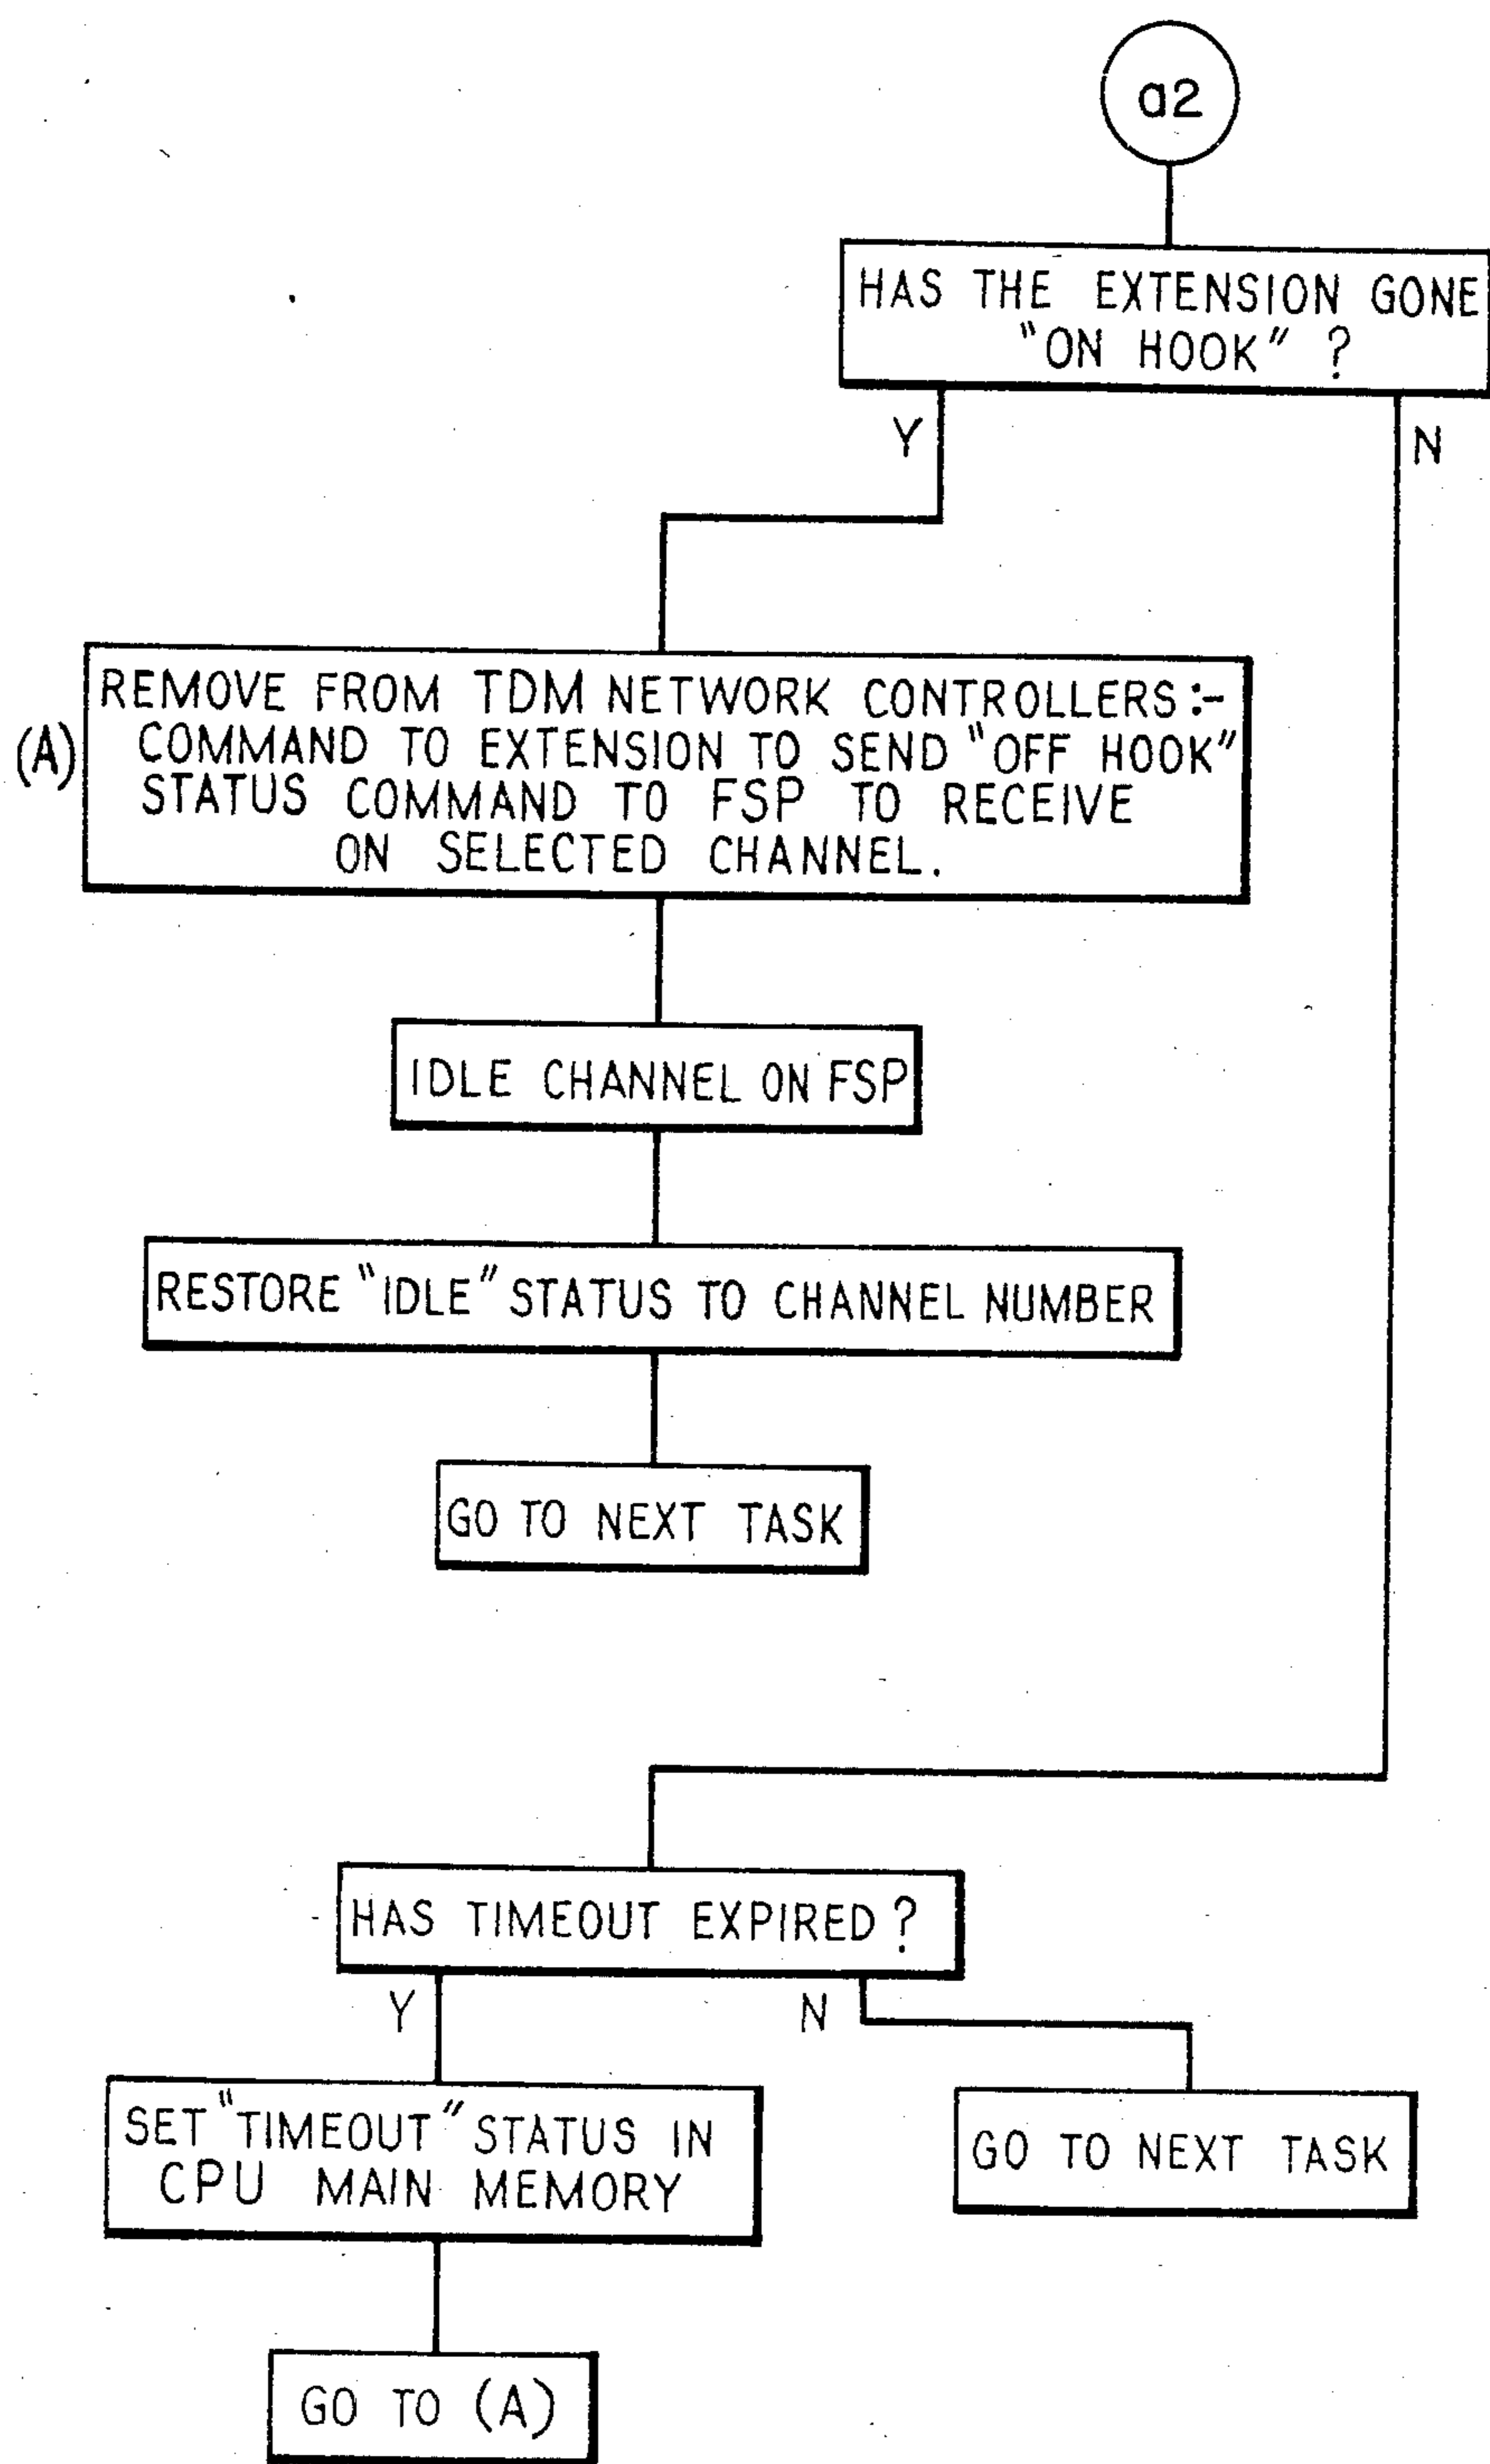 a2
HAS THE EXTENSION GONE
"ON HOOK" ?
Y
N
(A)
REMOVE FROM TDM NETWORK CONTROLLERS:-
COMMAND TO EXTENSION TO SEND "OFF HOOK"
STATUS COMMAND TO FSP TO RECEIVE
ON SELECTED CHANNEL.
IDLE CHANNEL ON FSP
RESTORE "IDLE" STATUS TO CHANNEL NUMBER
GO TO NEXT TASK
HAS TIMEOUT EXPIRED ?
Y
N
SET "TIMEOUT" STATUS IN
CPU MAIN MEMORY
GO TO NEXT TASK
GO TO (A)